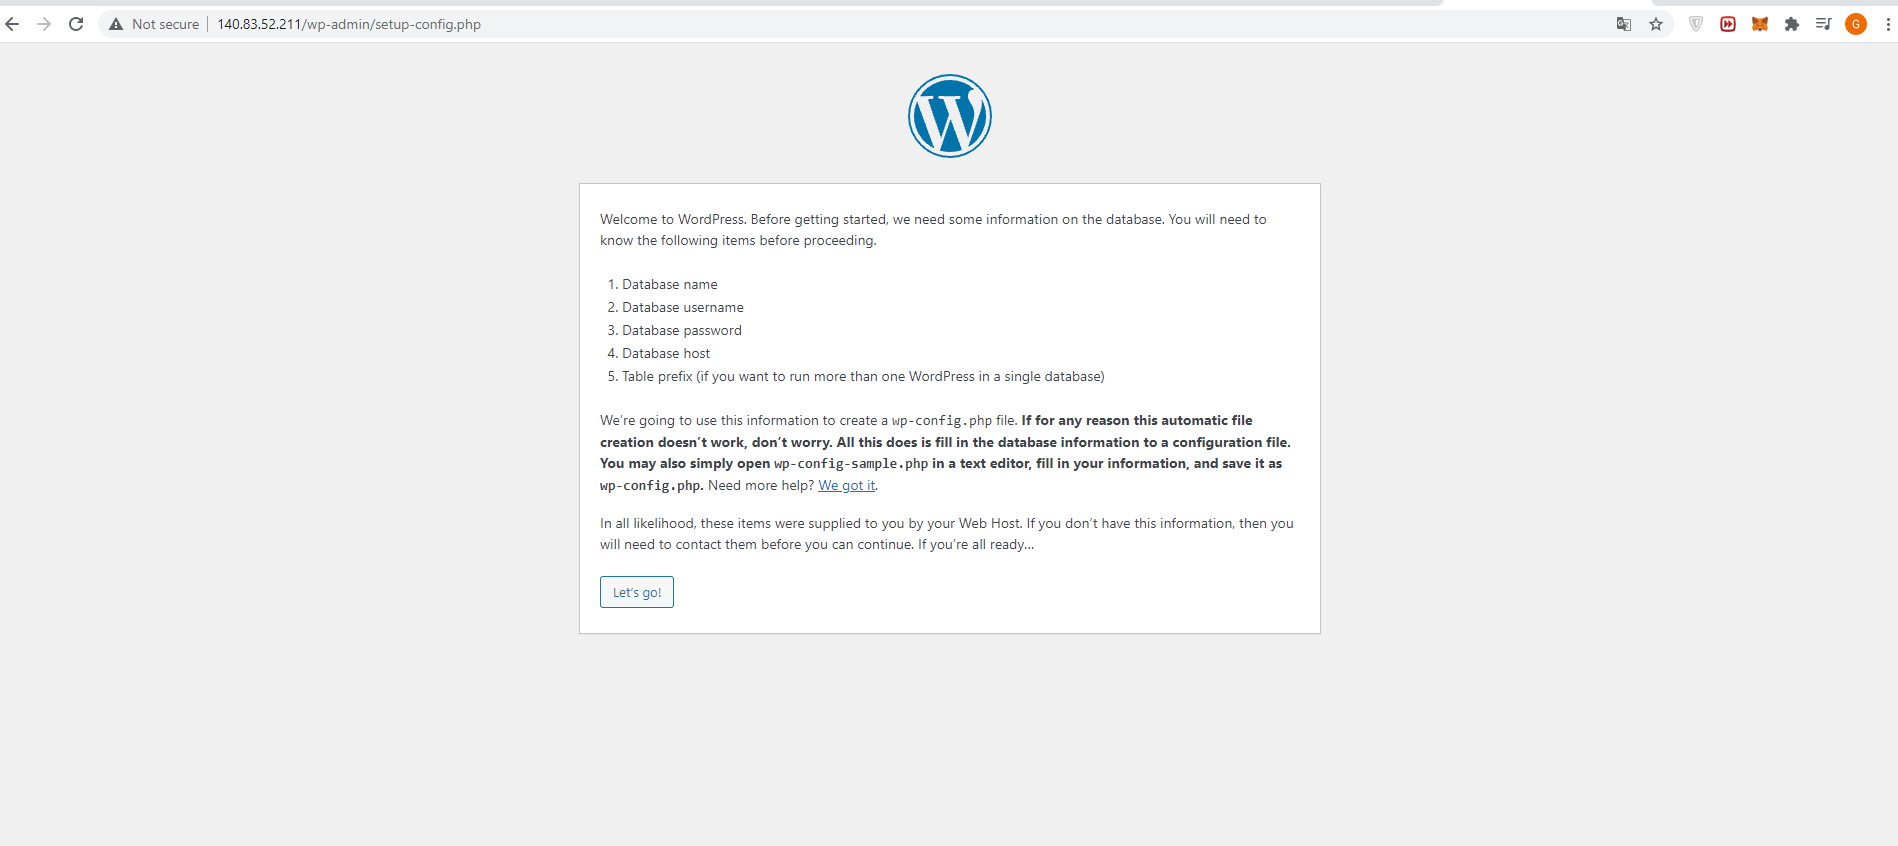 Not secure | 140.83.52.211/wp-admin/setup-config.php
G
Welcome to WordPress. Before getting started, we need some information on the database. You will need to
know the following items before proceeding.
1. Database name
2. Database username
3. Database password
4. Database host
5. Table prefix (if you want to run more than one WordPress in a single database)
We’re going to use this information to create a wp-config.php file. If for any reason this automatic file
creation doesn’t work, don’t worry. All this does is fill in the database information to a configuration file.
You may also simply open wp-config-sample.php in a text editor, fill in your information, and save it as
wp-config.php. Need more help? We got it.
In all likelihood, these items were supplied to you by your Web Host. If you don’t have this information, then you
will need to contact them before you can continue. If you’re all ready…
Let’s go!